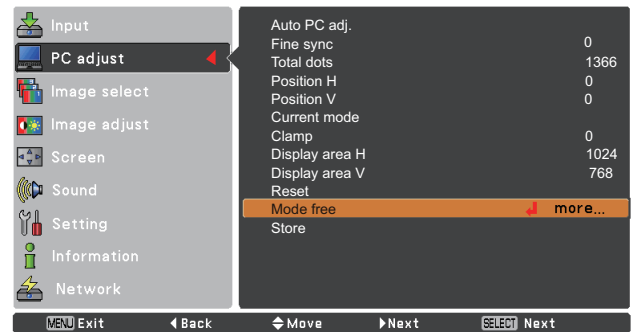 Input
PC adjust
Image select
Image adjust
Screen
Sound
Setting
Information
Network
Auto PC adj.
Fine sync 0
Total dots 1366
Position H 0
Position V 0
Current mode
Clamp 0
Display area H 1024
Display area V 768
Reset
Mode free more...
Store
MENU Exit Back Move Next SELECT Next